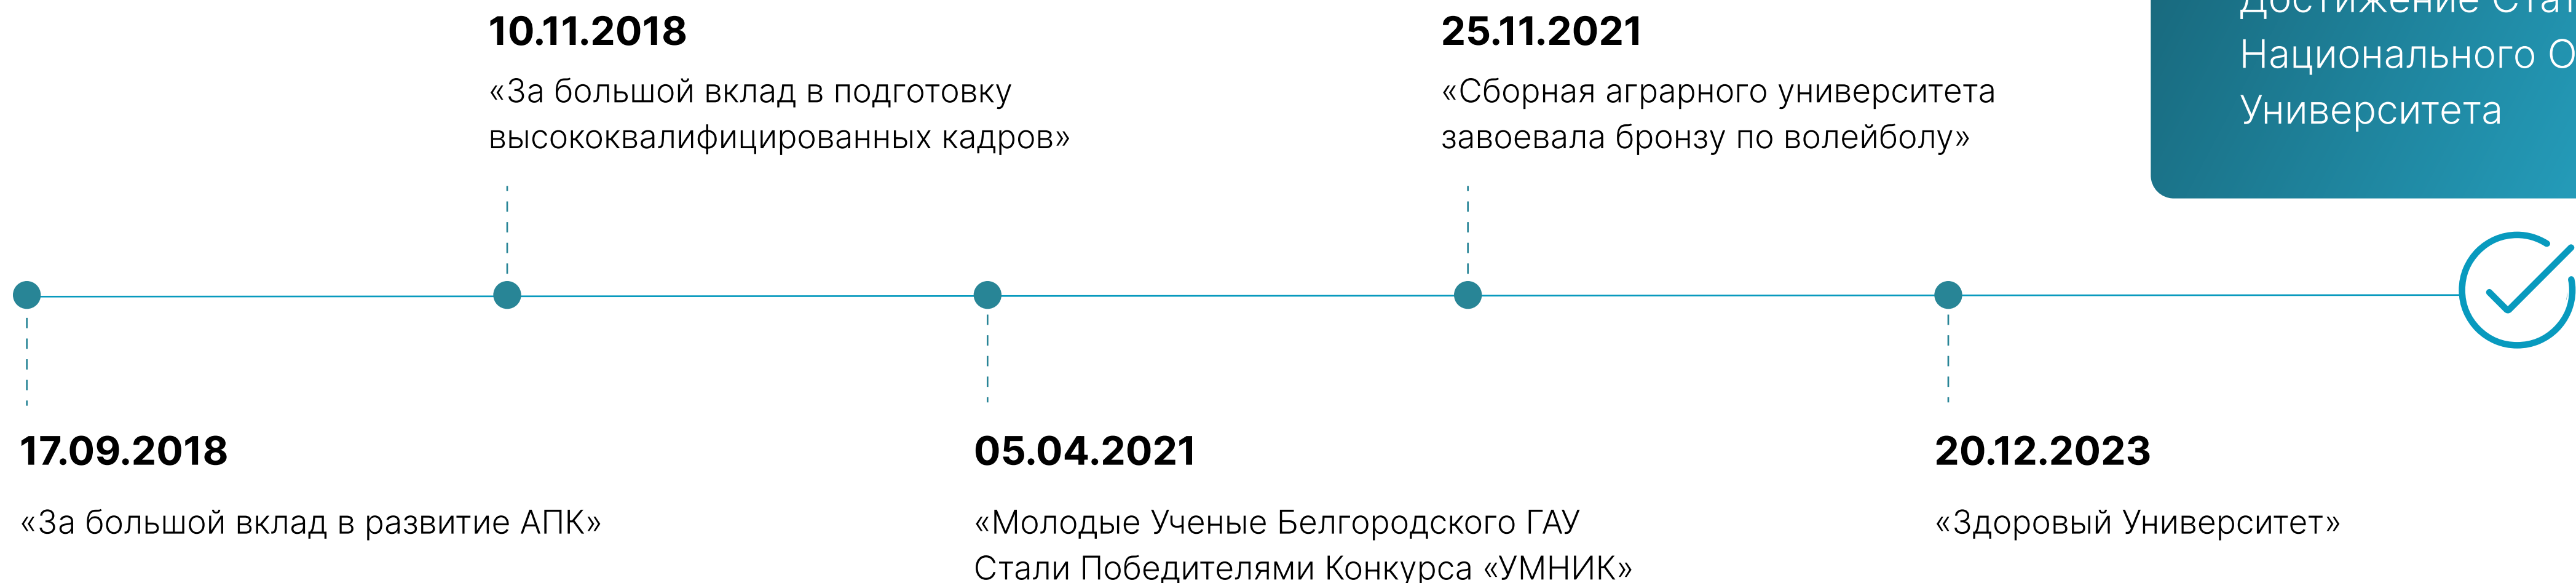 10.11.2018
«За большой вклад в подготовку
высококвалифицированных кадров»
25.11.2021
«Сборная аграрного университета
завоевала бронзу по волейболу»
Достижение
Национального
Университета
17.09.2018
«За большой вклад в развитие АПК»
05.04.2021
«Молодые Ученые Белгородского ГАУ
Стали Победителями Конкурса «УМНИК»
20.12.2023
«Здоровый Университет»